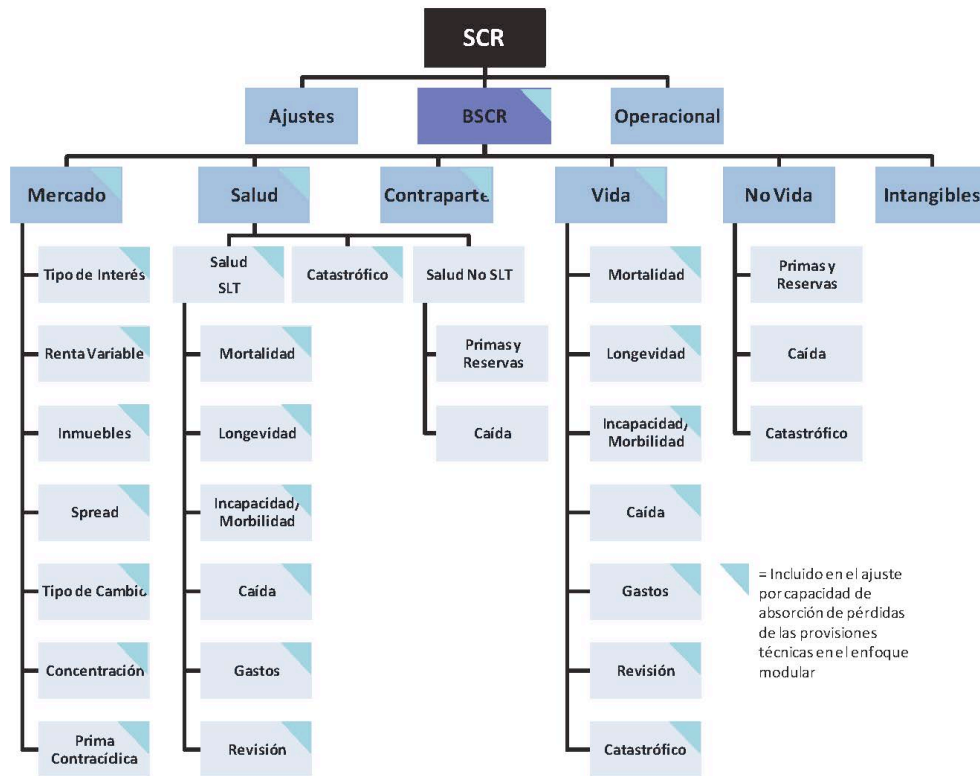 SCR
Ajustes
BSCR
Operacional
Mercado
Salud
Contraparte
Vida
No Vida
Intangibles
Tipo de Interés
Renta Variable
Inmuebles
Spread
Tipo de Cambio
Concentración
Prima
Contracídica
Salud
SLT
Catastrófico
Salud No SLT
Mortalidad
Longevidad
Incapacidad/
Morbilidad
Caída
Gastos
Revisión
Primas y
Reservas
Caída
Mortalidad
Longevidad
Incapacidad/
Morbilidad
Caída
Gastos
Revisión
Catastrófico
Primas y
Reservas
Caída
Catastrófico
= Incluido en el ajuste
por capacidad de
absorción de pérdidas
de las provisiones
técnicas en el enfoque
modular